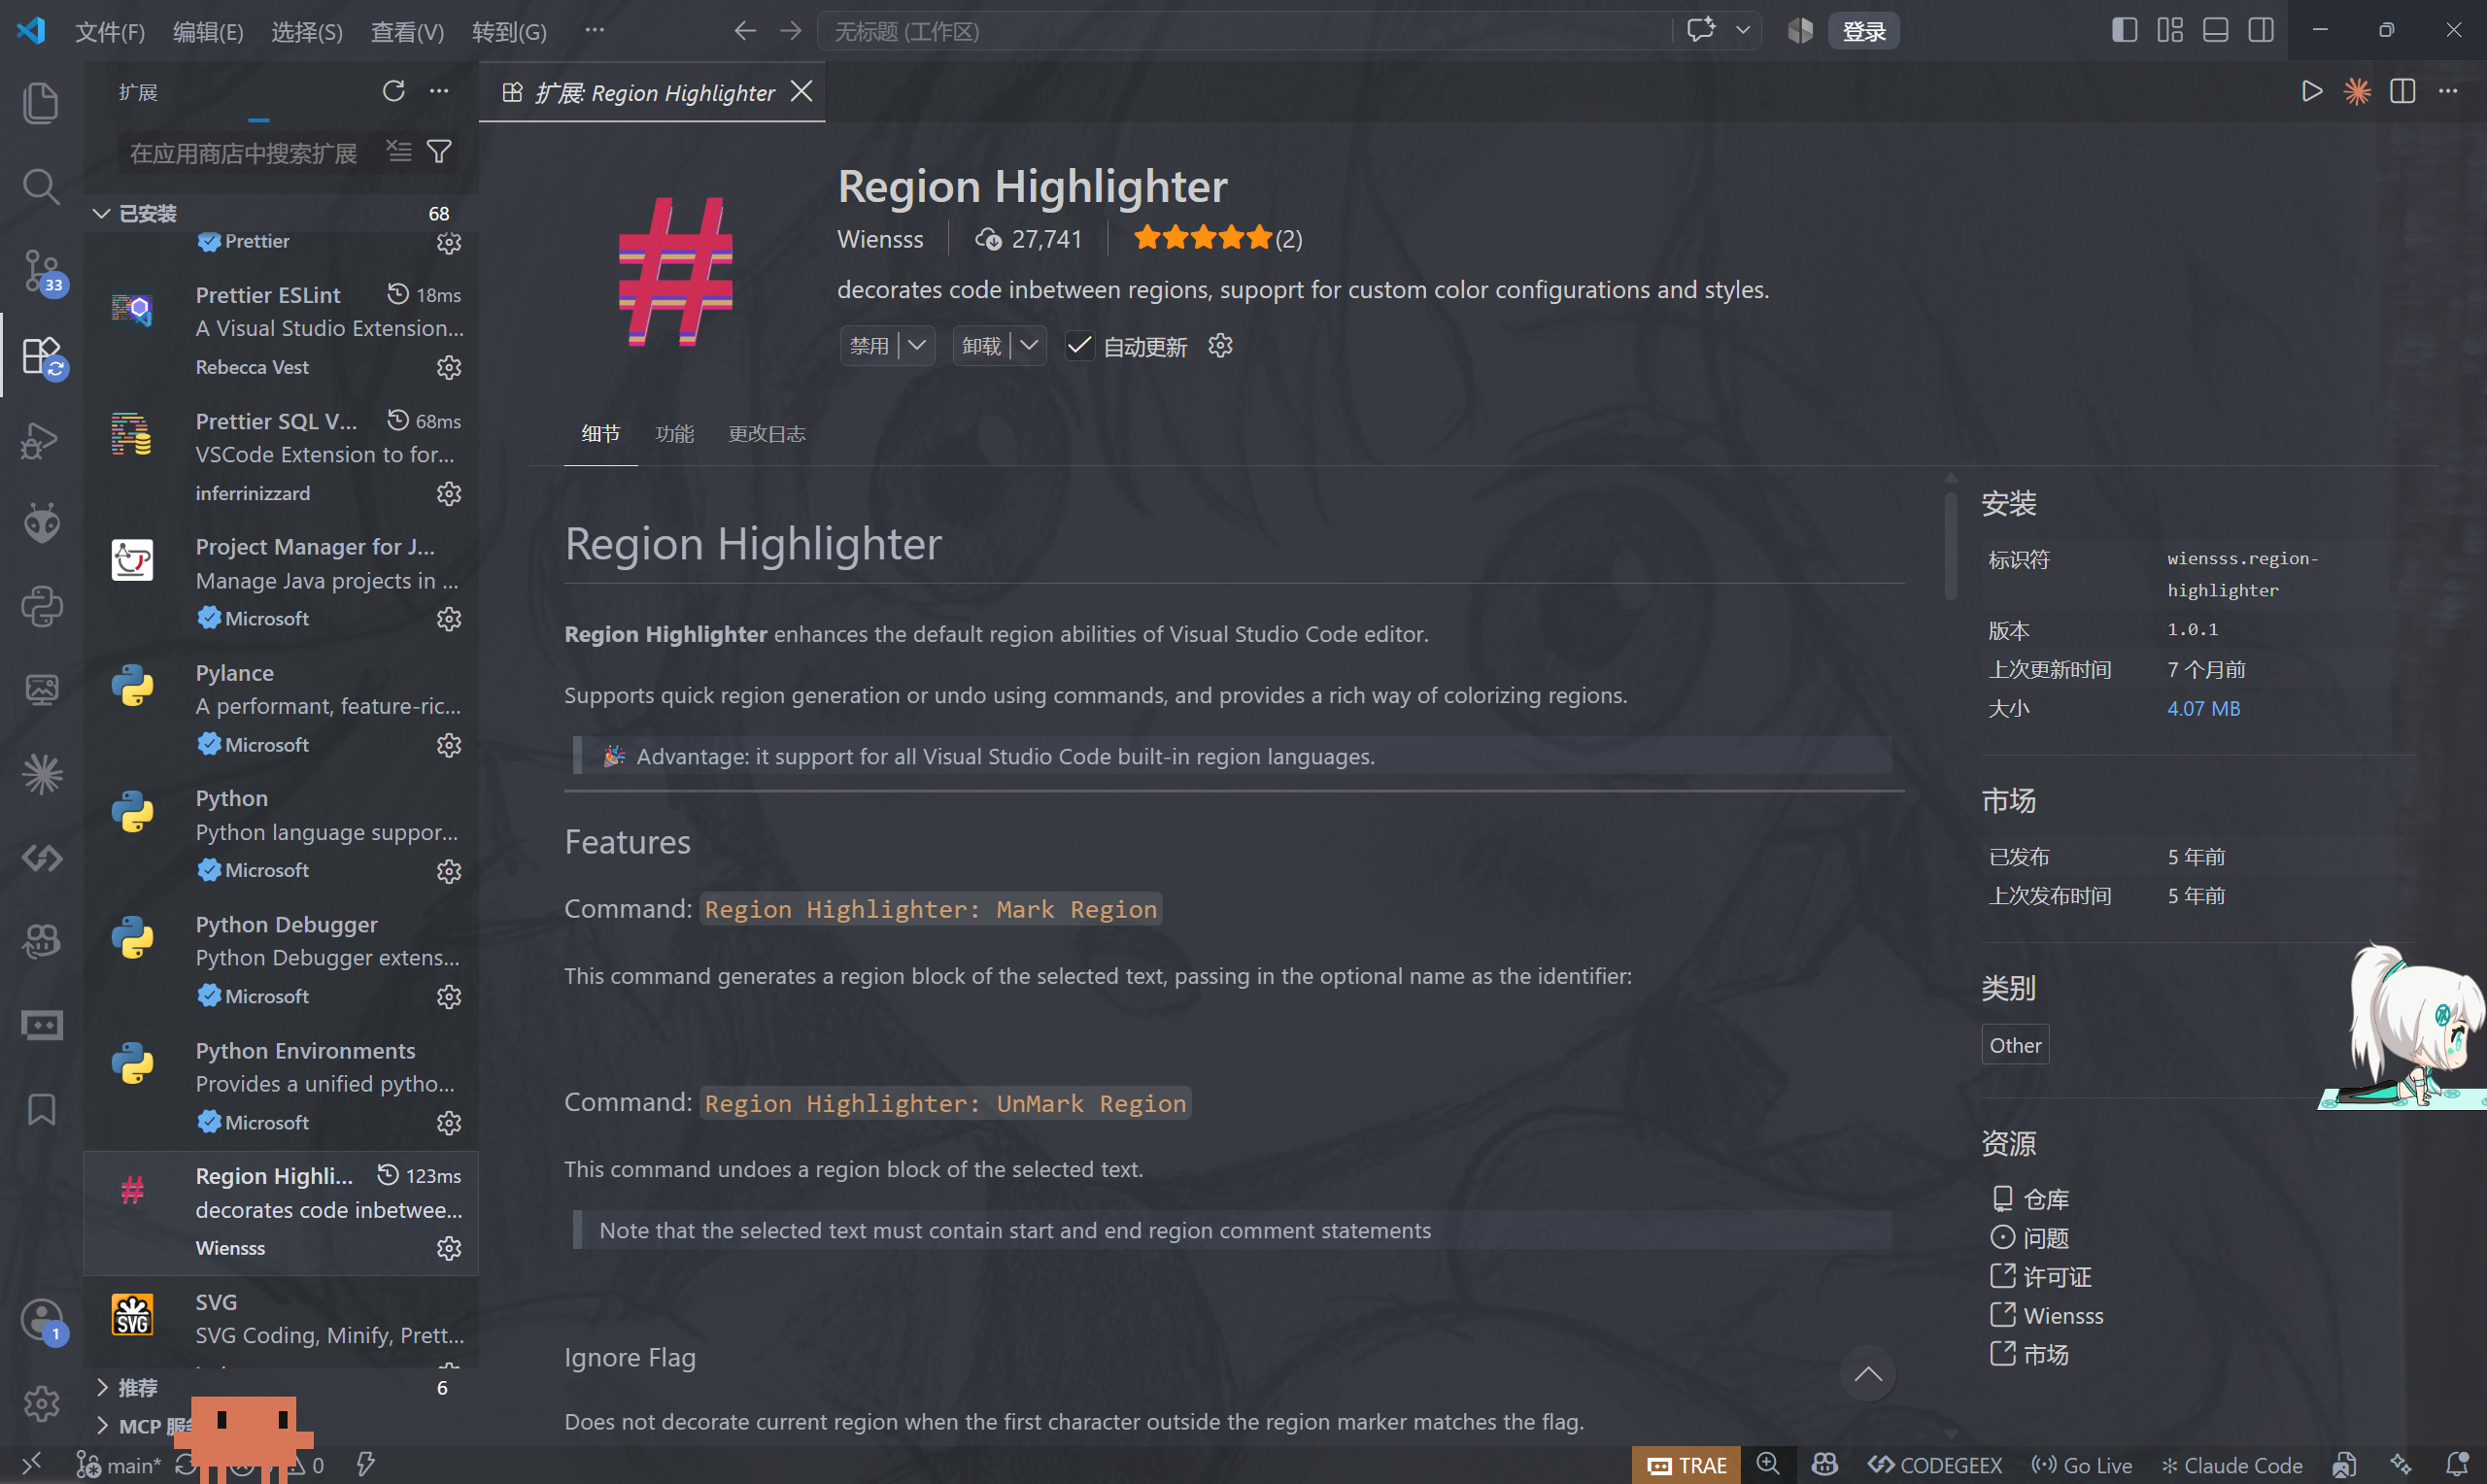 文件(F) 编辑(E) 选择(S) 查看(V) 转到(G) ··· 无标题 (工作区) 登录
扩展
在应用商店中搜索扩展
已安装 68
Prettier
Prettier ESLint 18ms
A Visual Studio Extension...
Rebecca Vest
Prettier SQL V... 68ms
VSCode Extension to for...
inferrinizzard
Project Manager for J...
Manage Java projects in ...
Microsoft
Pylance
A performant, feature-ric...
Microsoft
Python
Python language suppor...
Microsoft
Python Debugger
Python Debugger extens...
Microsoft
Python Environments
Provides a unified pytho...
Microsoft
Region Highli... 123ms
decorates code inbetwee...
Wiensss
SVG
SVG Coding, Minify, Prett...
推荐 6
MCP
33
1
扩展: Region Highlighter
Region Highlighter
Wiensss 27,741 (2)
decorates code inbetween regions, supoprt for custom color configurations and styles.
禁用 卸载 自动更新
细节 功能 更改日志
Region Highlighter
Region Highlighter enhances the default region abilities of Visual Studio Code editor.
Supports quick region generation or undo using commands, and provides a rich way of colorizing regions.
🎉 Advantage: it support for all Visual Studio Code built-in region languages.
Features
Command: Region Highlighter: Mark Region
This command generates a region block of the selected text, passing in the optional name as the identifier:
Command: Region Highlighter: UnMark Region
This command undoes a region block of the selected text.
Note that the selected text must contain start and end region comment statements
Ignore Flag
Does not decorate current region when the first character outside the region marker matches the flag.
安装
标识符 wiensss.region-
highlighter
版本 1.0.1
上次更新时间 7 个月前
大小 4.07 MB
市场
已发布 5 年前
上次发布时间 5 年前
类别
Other
资源
仓库
问题
许可证
Wiensss
市场
main* 0 TRAE CODEGEEX Go Live Claude Code